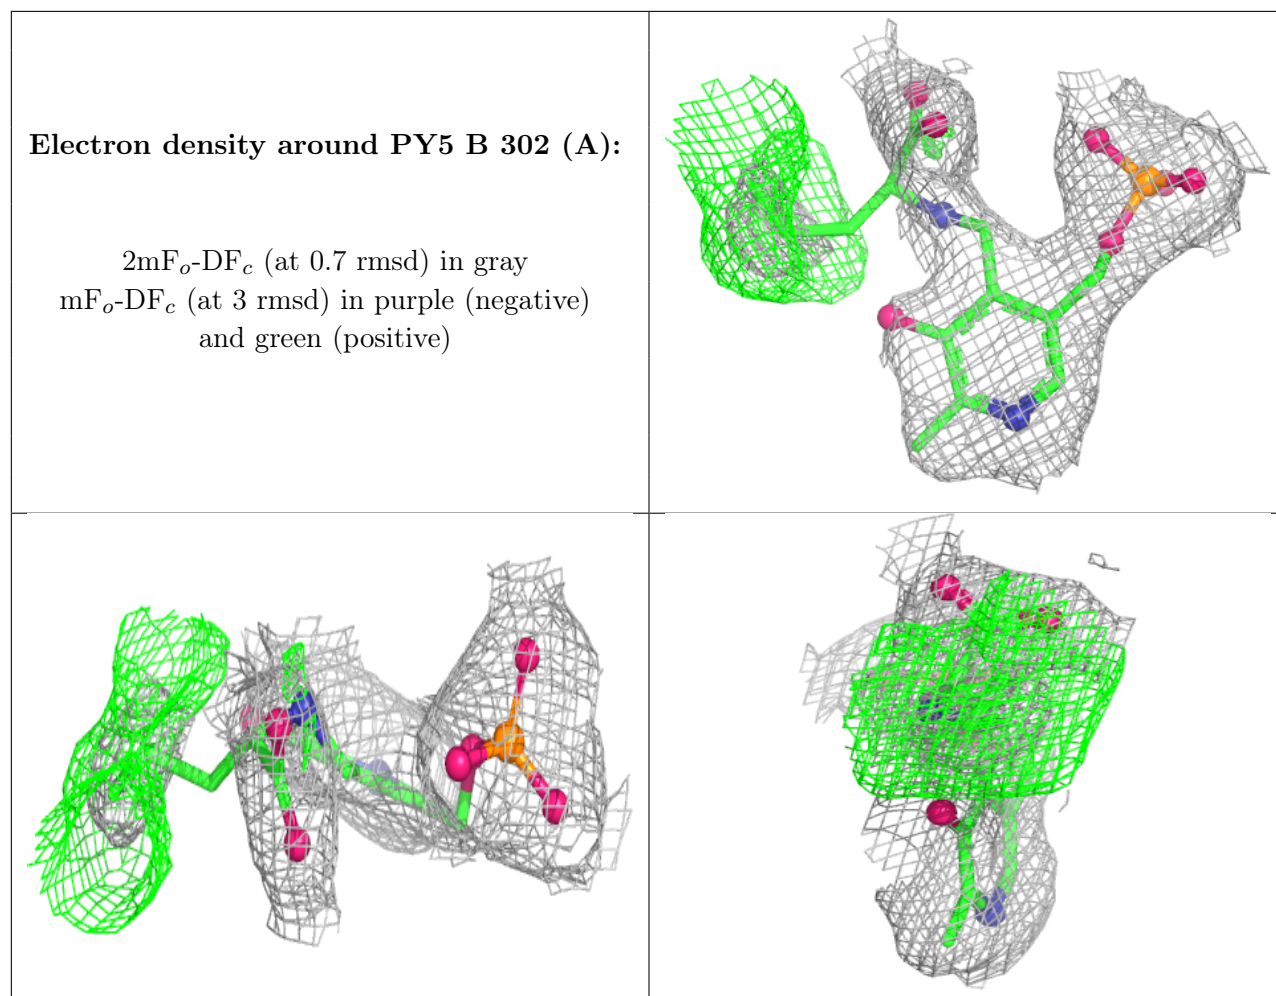 Electron density around PY5 B 302 (A):
2mFo-DFc (at 0.7 rmsd) in gray
mFo-DFc (at 3 rmsd) in purple (negative)
and green (positive)